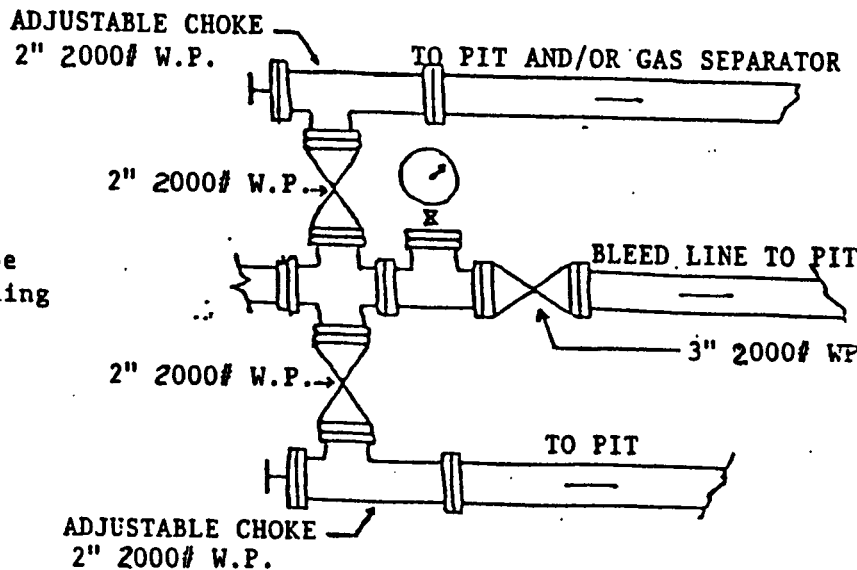 ADJUSTABLE CHOKE
2" 2000# W.P.
TO PIT AND/OR GAS SEPARATOR
2" 2000# W.P.
BLEED LINE TO PIT
3" 2000# WP
2" 2000# W.P.
TO PIT
ADJUSTABLE CHOKE
2" 2000# W.P.